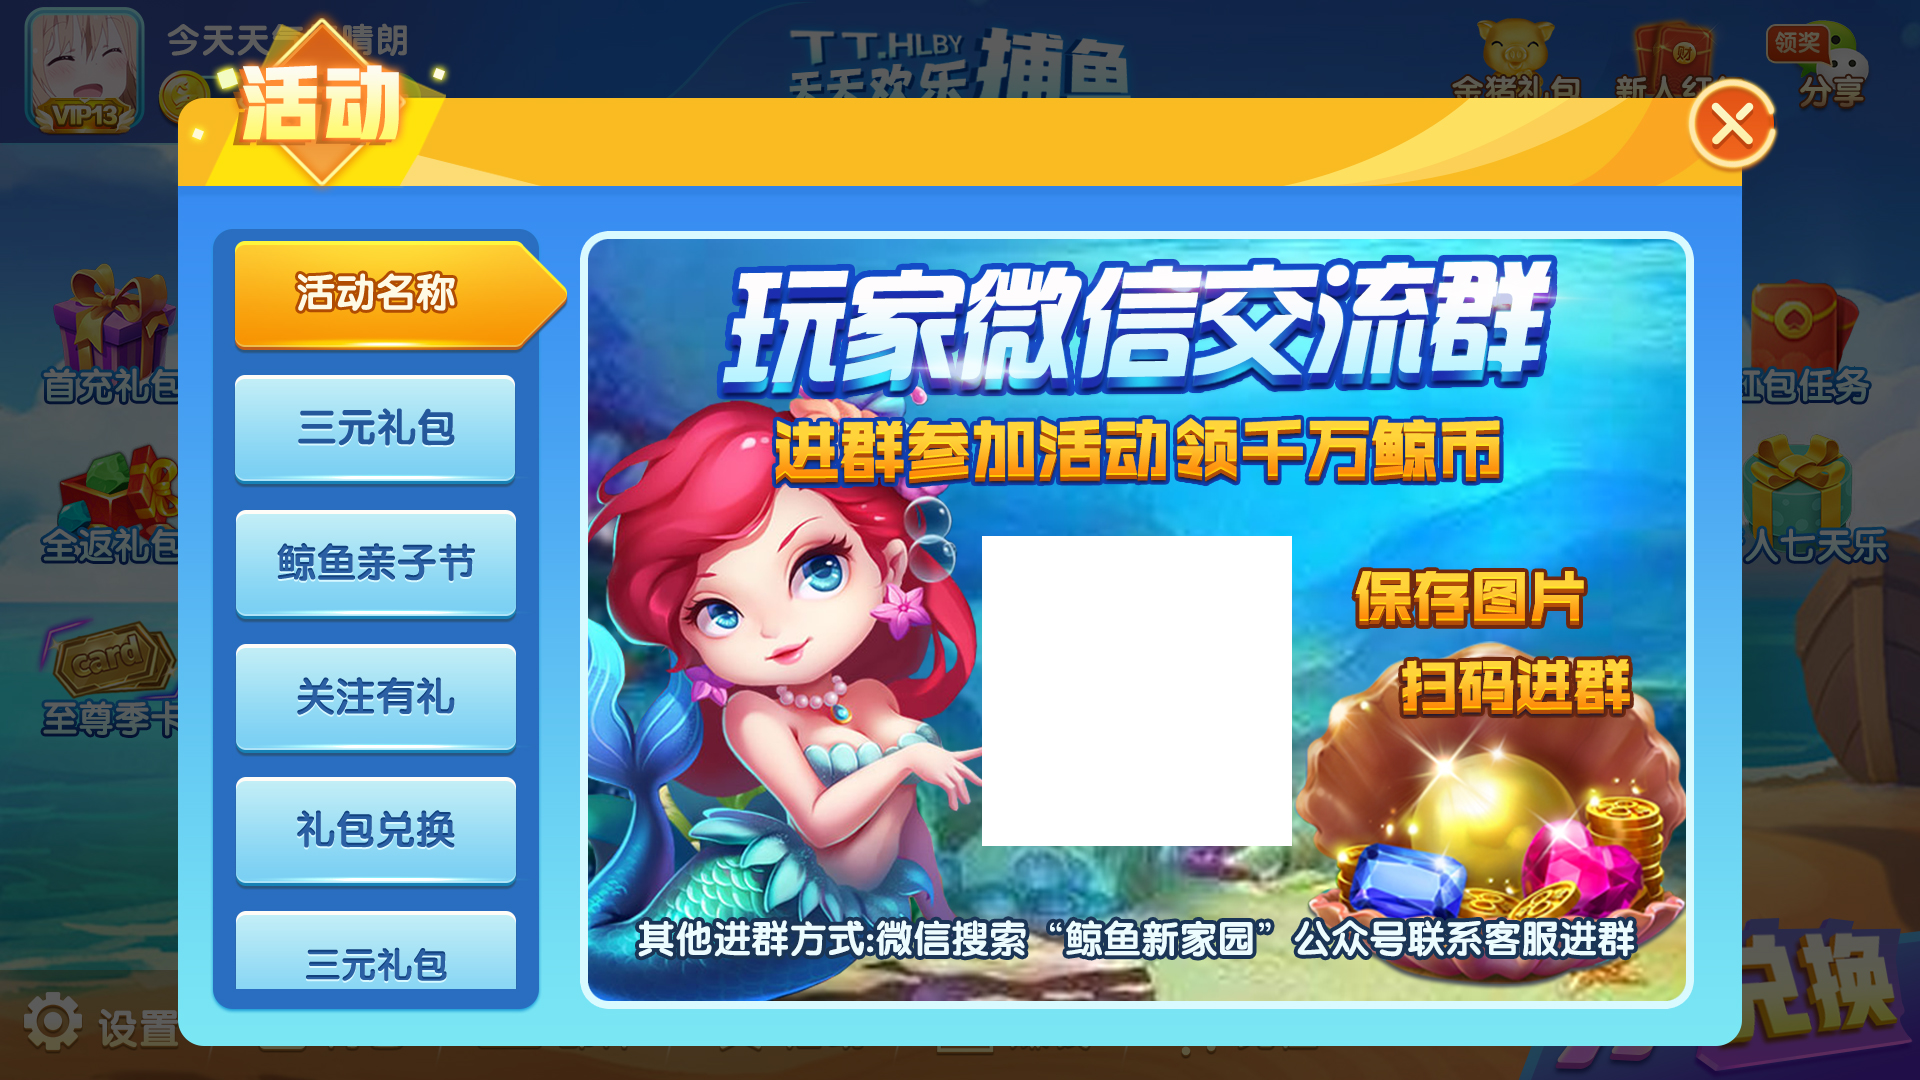 今天天气 晴朗
VIP13
TT.HLBY
天天欢乐捕鱼
金猪礼包
新人红包
领奖
分享
财
活动
首充礼包
全返礼包
card
至尊季卡
设置
活动名称
三元礼包
鲸鱼亲子节
关注有礼
礼包兑换
三元礼包
玩家微信交流群
进群参加活动领千万鲸币
保存图片
扫码进群
其他进群方式:微信搜索“鲸鱼新家园”公众号联系客服进群
红包任务
人七天乐
兑换